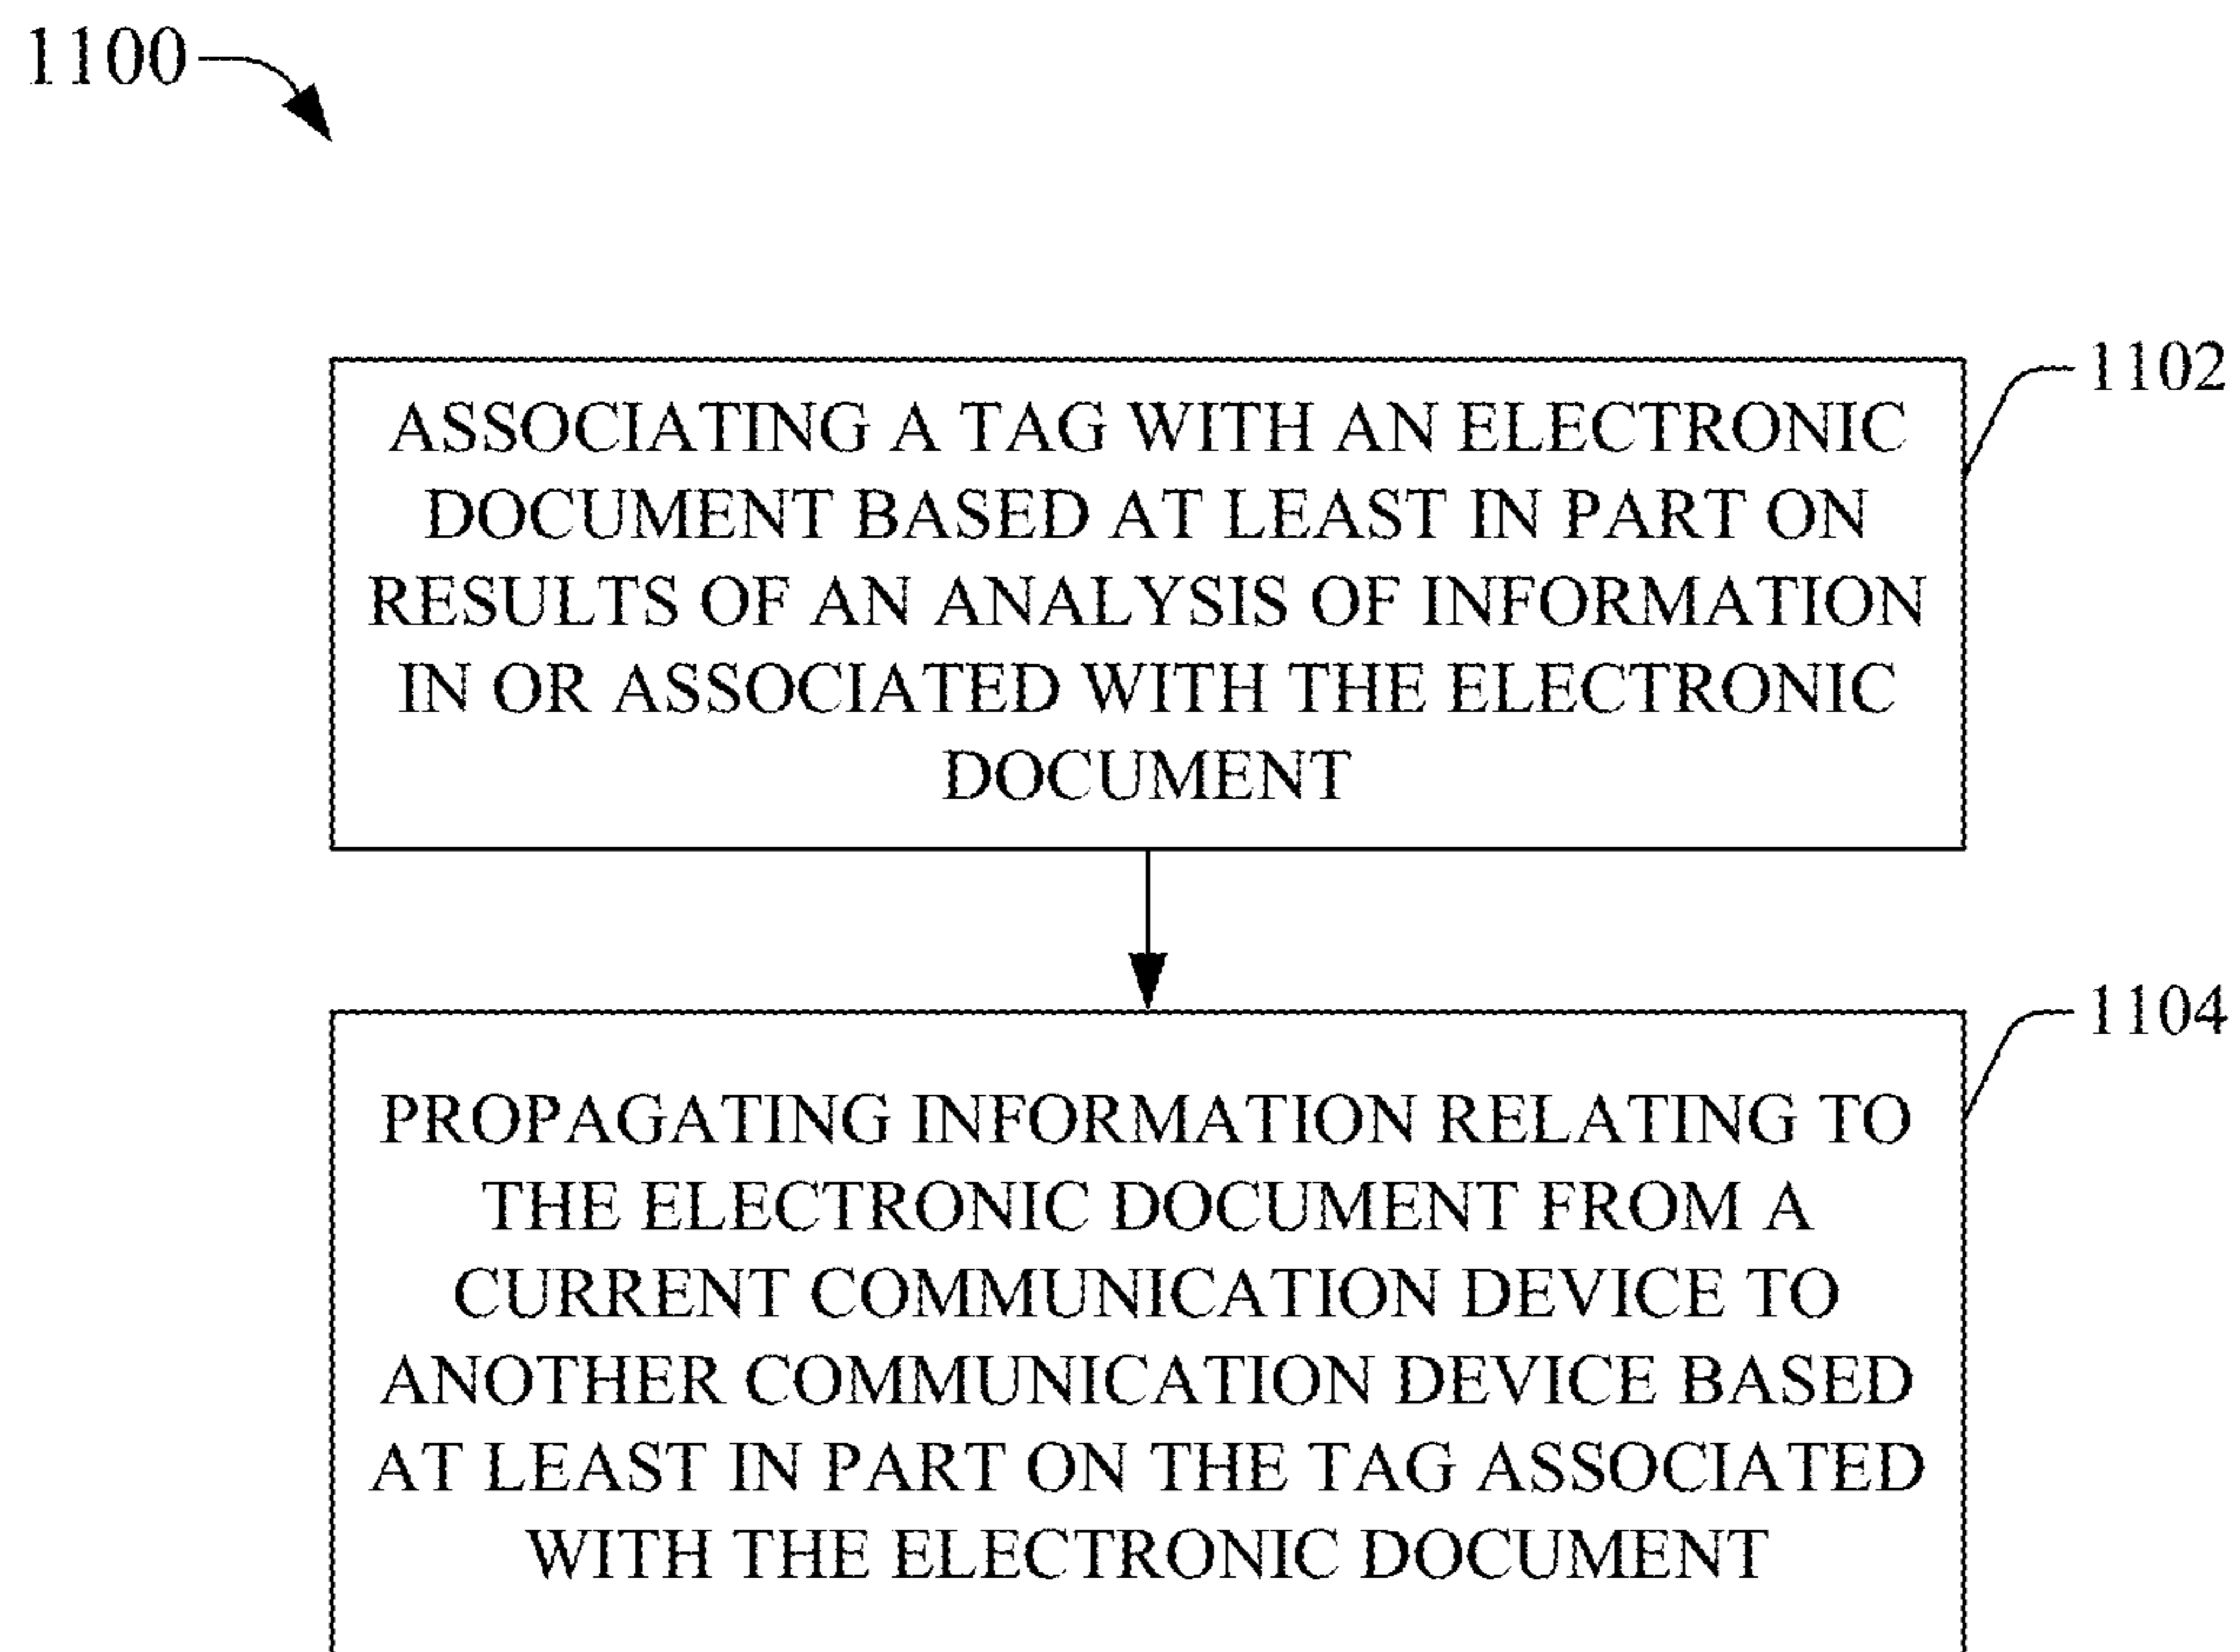 1100
1102
ASSOCIATING A TAG WITH AN ELECTRONIC
DOCUMENT BASED AT LEAST IN PART ON
RESULTS OF AN ANALYSIS OF INFORMATION
IN OR ASSOCIATED WITH THE ELECTRONIC
DOCUMENT
1104
PROPAGATING INFORMATION RELATING TO
THE ELECTRONIC DOCUMENT FROM A
CURRENT COMMUNICATION DEVICE TO
ANOTHER COMMUNICATION DEVICE BASED
AT LEAST IN PART ON THE TAG ASSOCIATED
WITH THE ELECTRONIC DOCUMENT